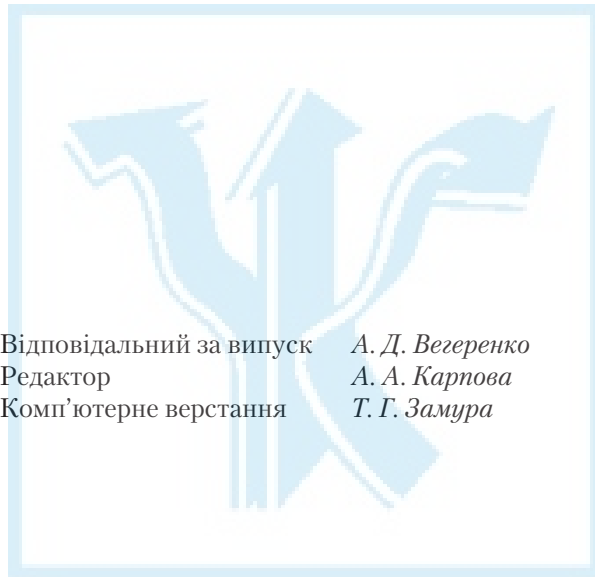 Відповідальний за випуск А. Д. Вегеренко
Редактор А. А. Карпова
Комп’ютерне верстання Т. Г. Замура